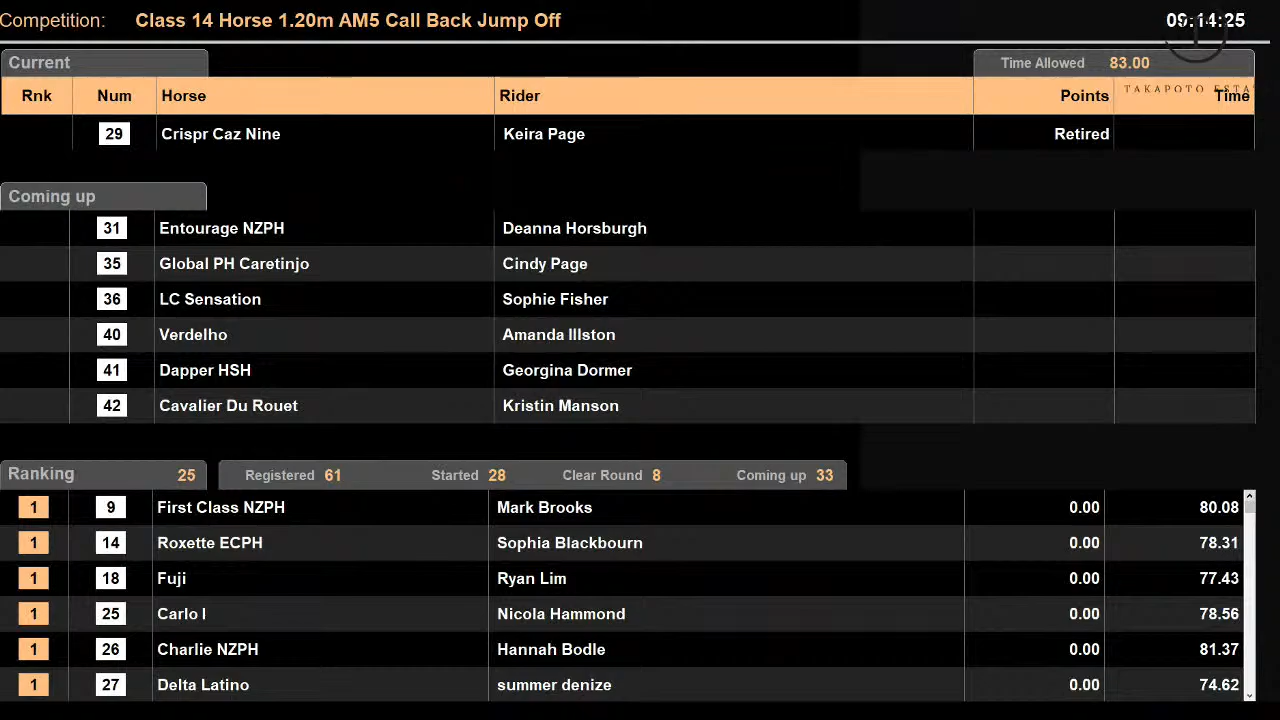 Competition: Class 14 Horse 1.20m AM5 Call Back Jump Off 09:14:25
Current Time Allowed 83.00
TAKAPOTO ESTA
Rnk Num Horse Rider Points Time
29 Crispr Caz Nine Keira Page Retired
Coming up
31 Entourage NZPH Deanna Horsburgh
35 Global PH Caretinjo Cindy Page
36 LC Sensation Sophie Fisher
40 Verdelho Amanda Illston
41 Dapper HSH Georgina Dormer
42 Cavalier Du Rouet Kristin Manson
Ranking 25 Registered 61 Started 28 Clear Round 8 Coming up 33
1 9 First Class NZPH Mark Brooks 0.00 80.08
1 14 Roxette ECPH Sophia Blackbourn 0.00 78.31
1 18 Fuji Ryan Lim 0.00 77.43
1 25 Carlo I Nicola Hammond 0.00 78.56
1 26 Charlie NZPH Hannah Bodle 0.00 81.37
1 27 Delta Latino summer denize 0.00 74.62